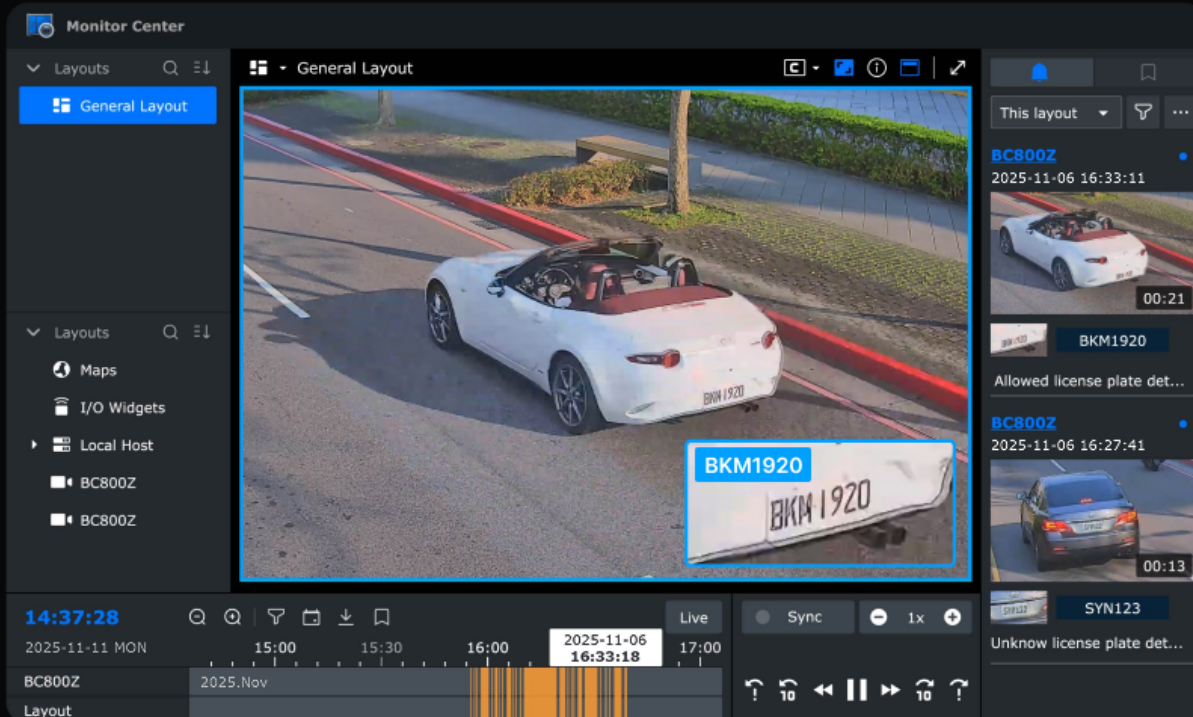 Monitor Center
Layouts
General Layout
General Layout
This layout
BC800Z
2025-11-06 16:33:11
00:21
BKM1920
Allowed license plate det...
BKM1920
BKM1920
BKM1920
Layouts
Maps
I/O Widgets
Local Host
BC800Z
BC800Z
BC800Z
2025-11-06 16:27:41
00:13
SYN123
Unknow license plate det...
14:37:28
2025-11-11 MON
Live
15:00
15:30
16:00
2025-11-06
16:33:18
17:00
Sync
1x
BC800Z
2025.Nov
Layout
10
10